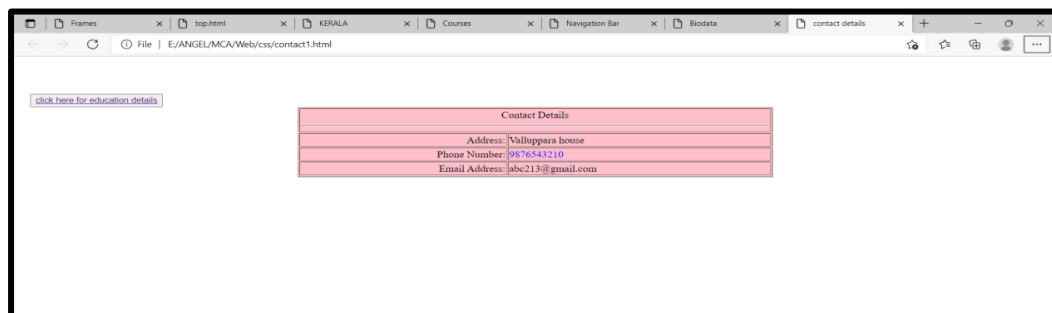 Frames top.html KERALA Courses Navigation Bar Biodata contact details
File | E:/ANGEL/MCA/Web/css/contact1.html
click here for education details
Contact Details
Address: Valluppara house
Phone Number: 9876543210
Email Address: abc213@gmail.com